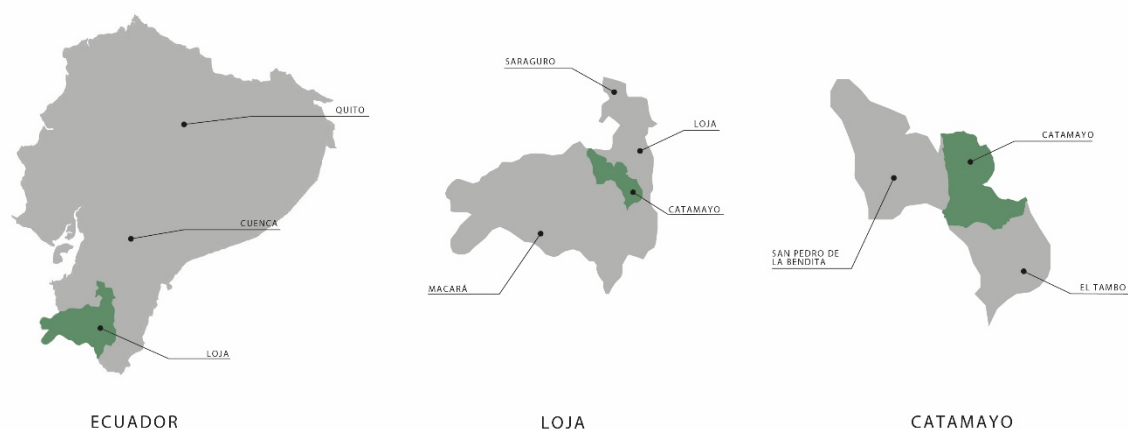 QUITO
CUENCA
LOJA
ECUADOR
SARAGURO
LOJA
CATAMAYO
MACARÁ
LOJA
CATAMAYO
SAN PEDRO DE
LA BENDITA
EL TAMBO
CATAMAYO